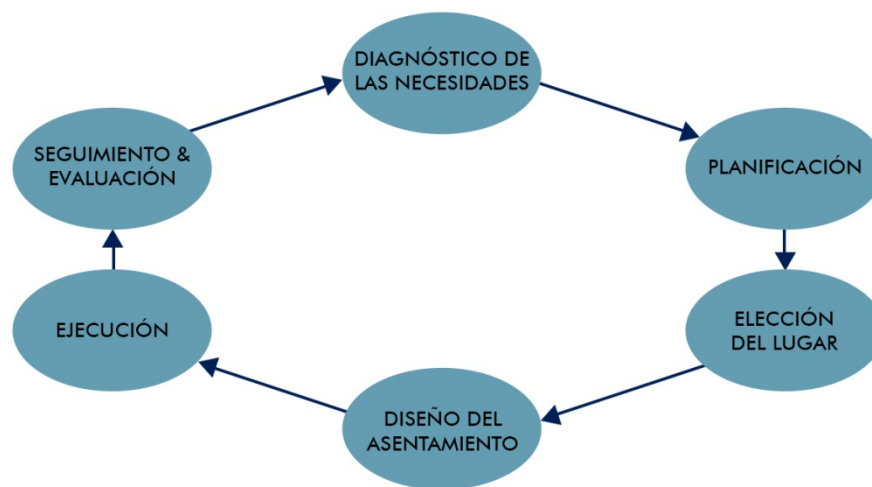 DIAGNÓSTICO DE
LAS NECESIDADES
PLANIFICACIÓN
ELECCIÓN
DEL LUGAR
DISEÑO DEL
ASENTAMIENTO
EJECUCIÓN
SEGUIMIENTO &
EVALUACIÓN